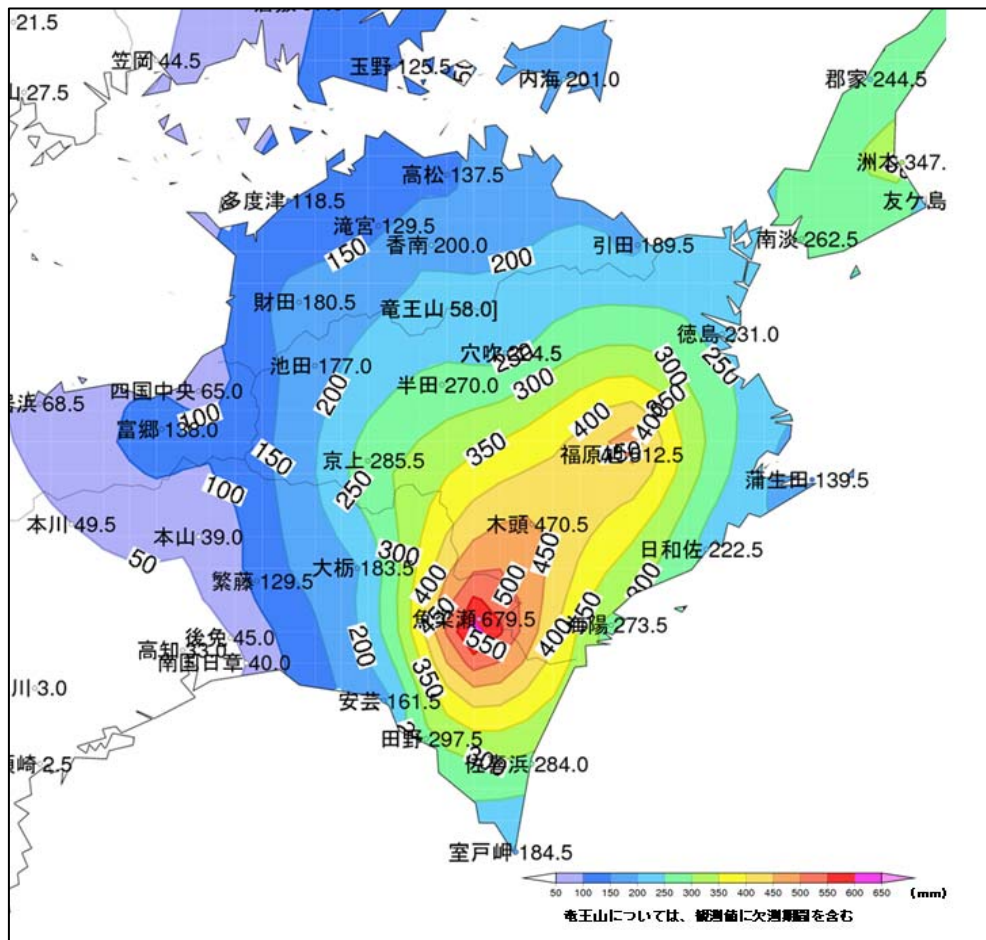 21.5
笠岡 44.5
玉野 125.5
50
内海 201.0
郡家 244.5
山 27.5
洲本 347.
高松 137.5
多度津 118.5
友ケ島
滝宮 129.5
150
香南 200.0
200
引田 189.5
南淡 262.5
財田 180.5
竜王山 58.0]
徳島 231.0
穴吹
250
池田 177.0
300
250
半田 270.0
300
四国中央 65.0
200
350
浜 68.5
100
400
400
富郷 138.0
350
福原旭
150
京上 285.5
蒲生田 139.5
100
250
本川 49.5
木頭 470.5
本山 39.0
450
日和佐 222.5
50
300
大栃 183.5
繁藤 129.5
400
500
300
魚梁瀬 679.5
海陽 273.5
後免 45.0
高知 33.0
550
400
200
南国日章 40.0
350
川 3.0
安芸 161.5
田野 297.5
崎 2.5
300
佐喜浜 284.0
室戸岬 184.5
50 100 150 200 250 300 350 400 450 500 550 600 650 (mm)
竜王山については、観測値に欠測期間を含む